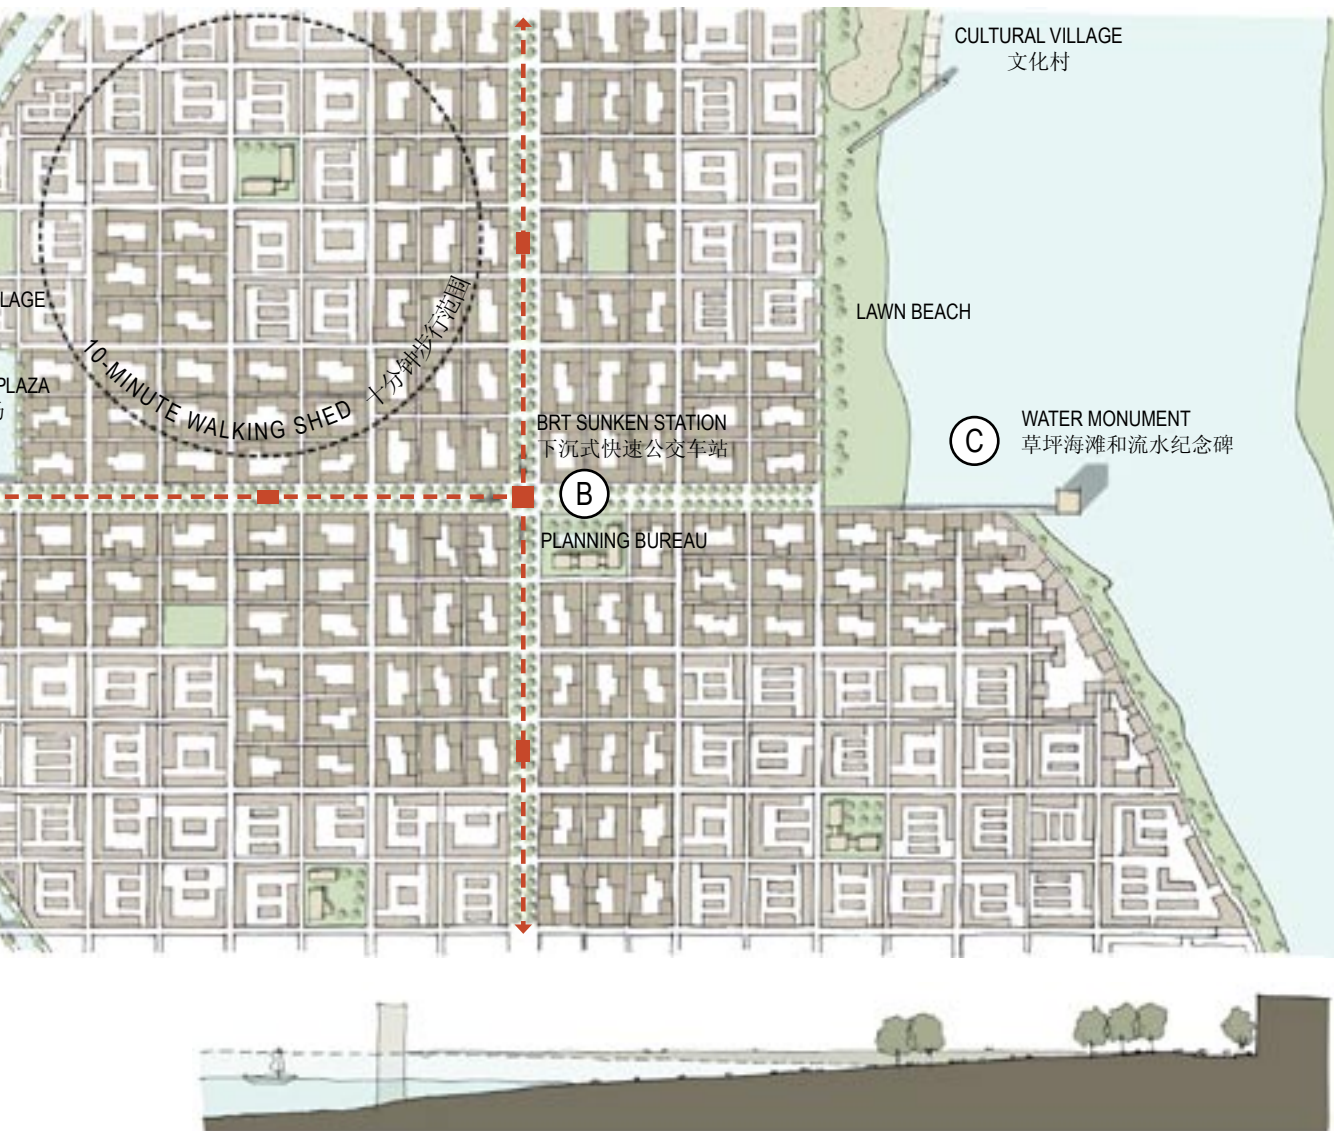 CULTURAL VILLAGE
文化村
LAGE
LAWN BEACH
10-MINUTE WALKING SHED 十分钟步行范围
PLAZA
BRT SUNKEN STATION
下沉式快速公交车站
C
WATER MONUMENT
草坪海滩和流水纪念碑
B
PLANNING BUREAU